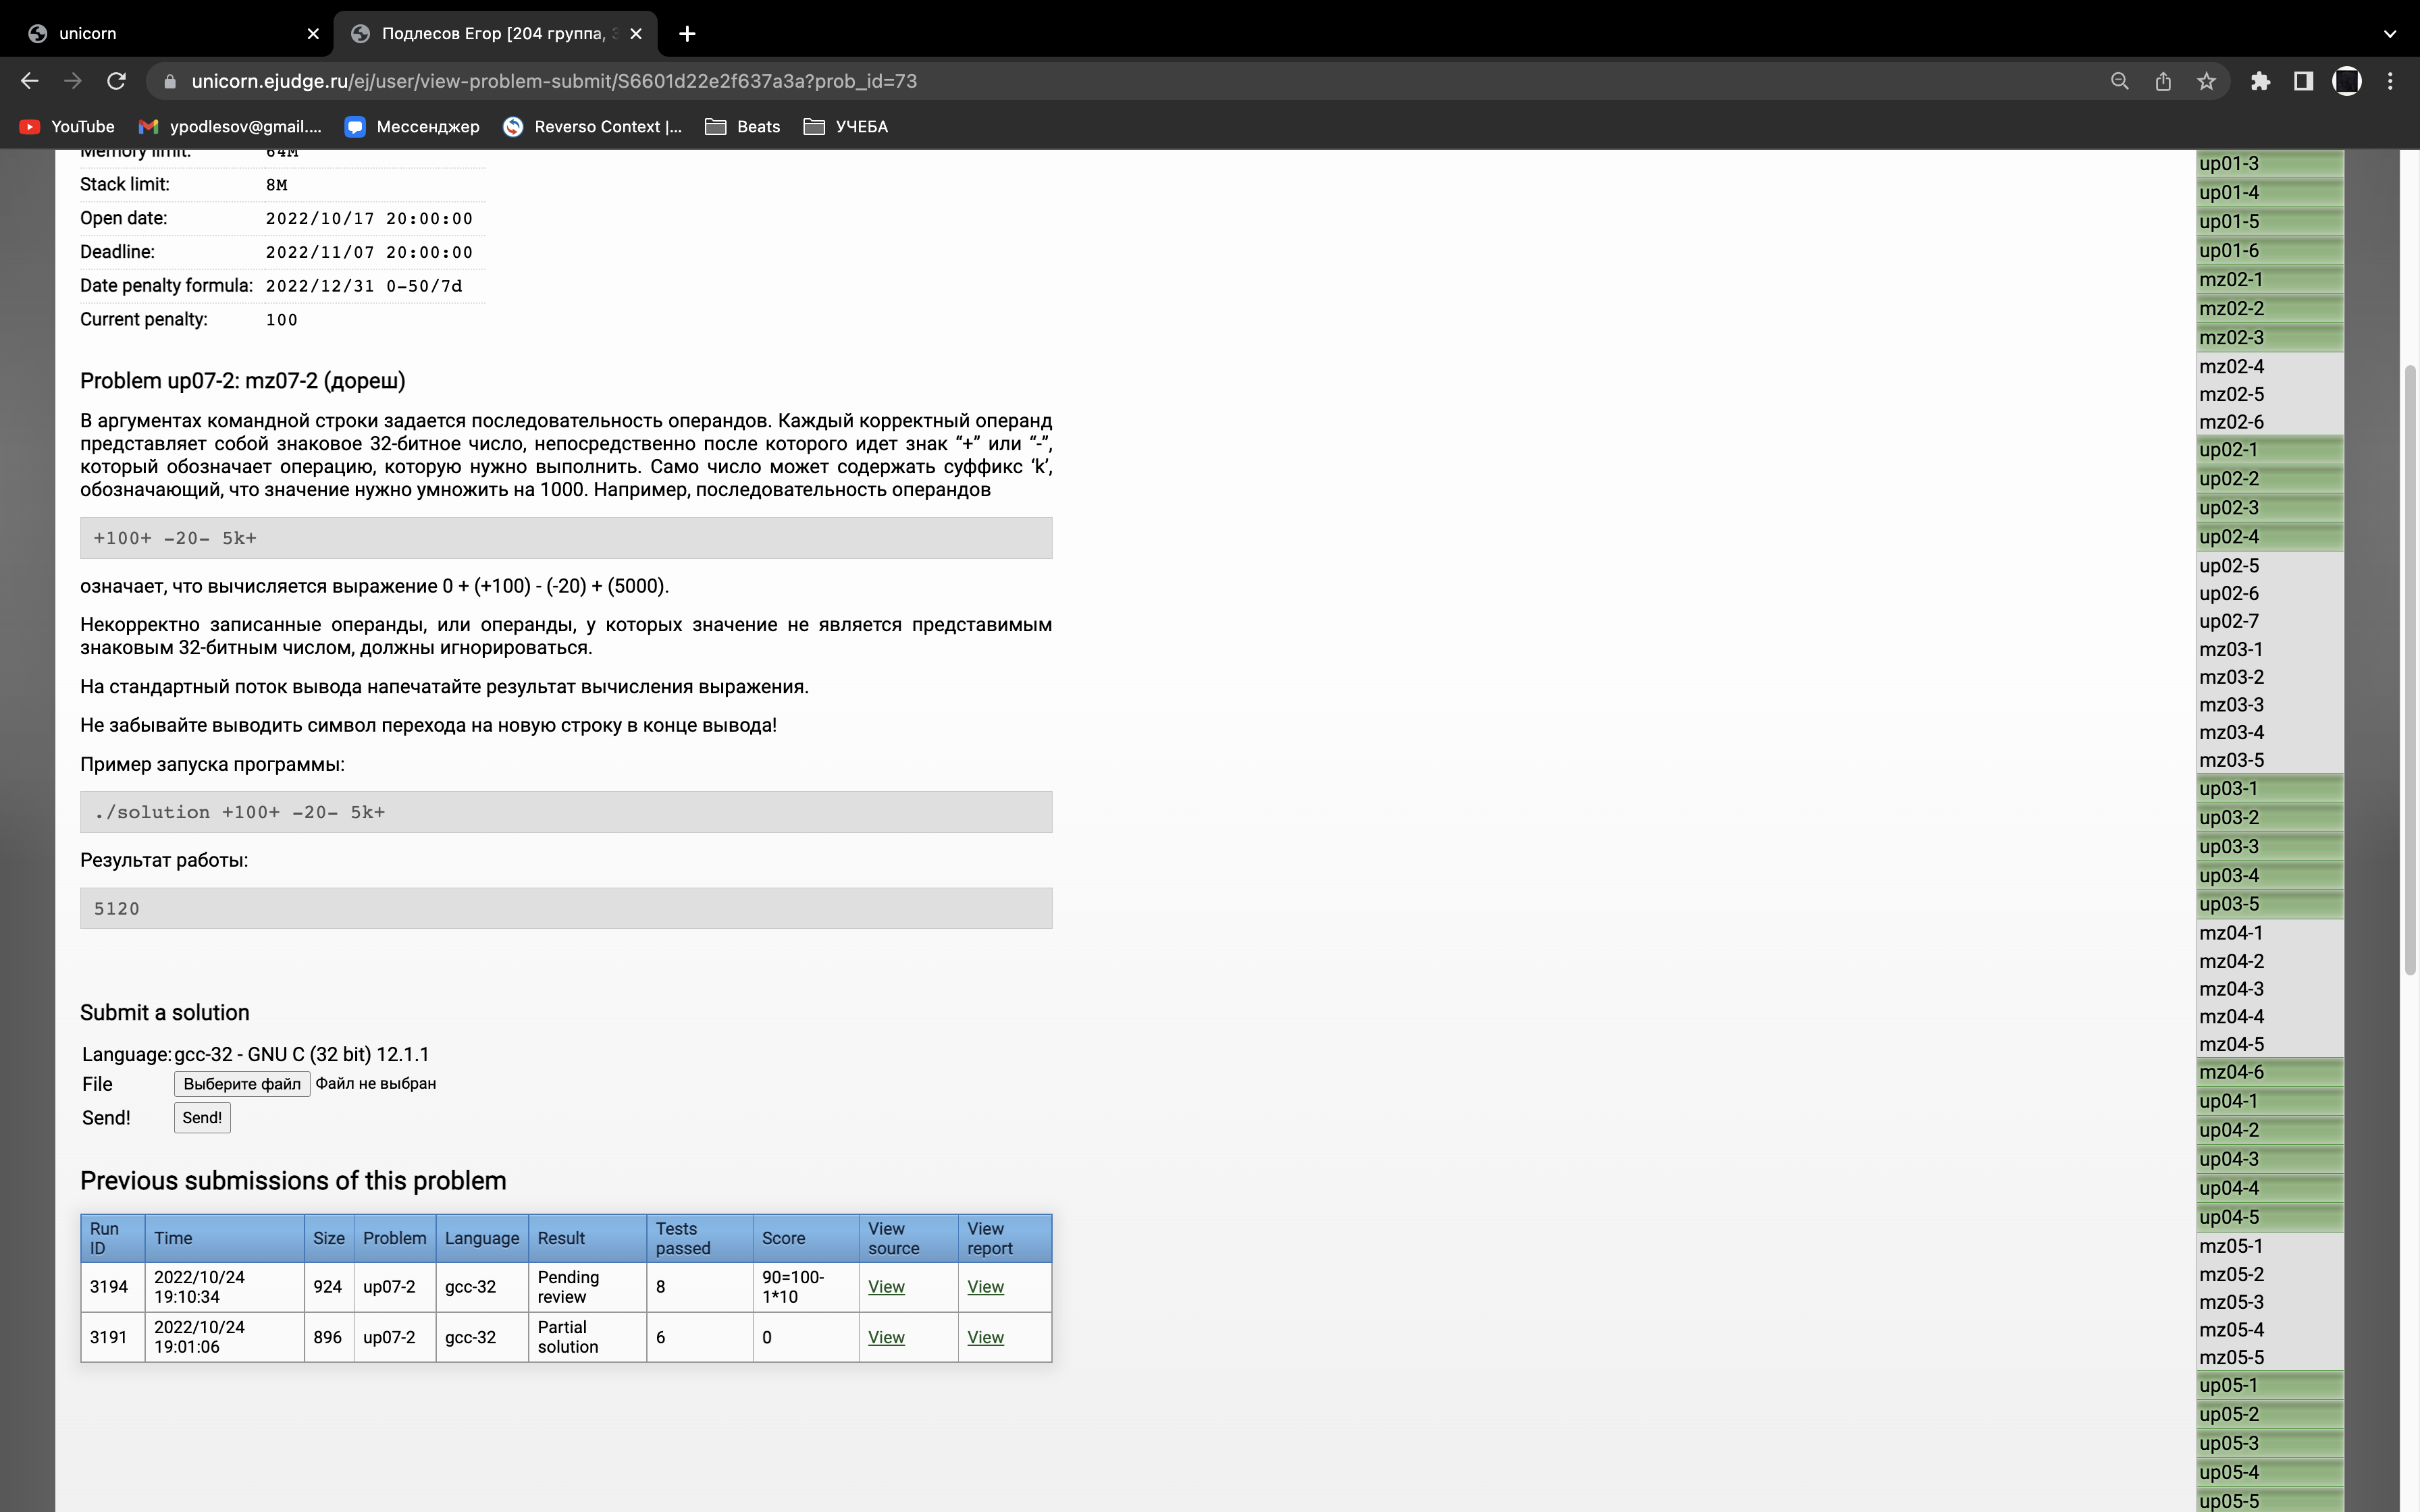 unicorn
Подлесов Егор [204 группа, 3
unicorn.ejudge.ru/ej/user/view-problem-submit/S6601d22e2f637a3a?prob_id=73
YouTube
ypodlesov@gmail....
Мессенджер
Reverso Context |...
Beats
УЧЕБА
Memory limit: 64M
Stack limit: 8M
Open date: 2022/10/17 20:00:00
Deadline: 2022/11/07 20:00:00
Date penalty formula: 2022/12/31 0-50/7d
Current penalty: 100
Problem up07-2: mz07-2 (дореш)
В аргументах командной строки задается последовательность операндов. Каждый корректный операнд
представляет собой знаковое 32-битное число, непосредственно после которого идет знак “+” или “-”,
который обозначает операцию, которую нужно выполнить. Само число может содержать суффикс ‘k’,
обозначающий, что значение нужно умножить на 1000. Например, последовательность операндов
+100+ -20- 5k+
означает, что вычисляется выражение 0 + (+100) - (-20) + (5000).
Некорректно записанные операнды, или операнды, у которых значение не является представимым
знаковым 32-битным числом, должны игнорироваться.
На стандартный поток вывода напечатайте результат вычисления выражения.
Не забывайте выводить символ перехода на новую строку в конце вывода!
Пример запуска программы:
./solution +100+ -20- 5k+
Результат работы:
5120
Submit a solution
Language: gcc-32 - GNU C (32 bit) 12.1.1
File Выберите файл Файл не выбран
Send! Send!
Previous submissions of this problem
Run ID Time Size Problem Language Result Tests passed Score View source View report
3194 2022/10/24 19:10:34 924 up07-2 gcc-32 Pending review 8 90=100-1*10 View View
3191 2022/10/24 19:01:06 896 up07-2 gcc-32 Partial solution 6 0 View View
up01-3
up01-4
up01-5
up01-6
mz02-1
mz02-2
mz02-3
mz02-4
mz02-5
mz02-6
up02-1
up02-2
up02-3
up02-4
up02-5
up02-6
up02-7
mz03-1
mz03-2
mz03-3
mz03-4
mz03-5
up03-1
up03-2
up03-3
up03-4
up03-5
mz04-1
mz04-2
mz04-3
mz04-4
mz04-5
mz04-6
up04-1
up04-2
up04-3
up04-4
up04-5
mz05-1
mz05-2
mz05-3
mz05-4
mz05-5
up05-1
up05-2
up05-3
up05-4
up05-5